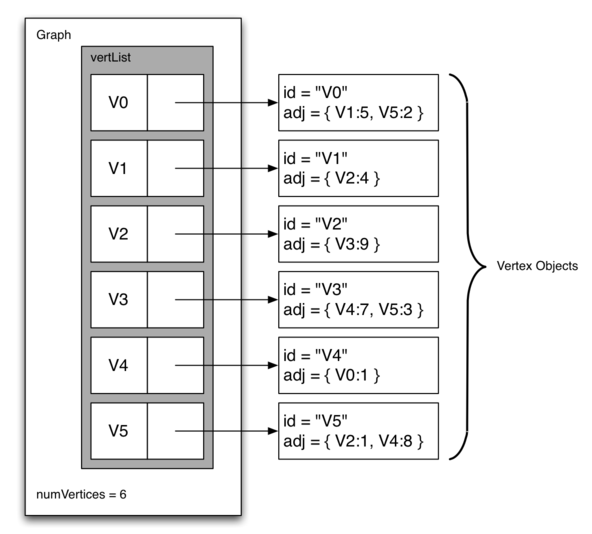 Graph
vertList
V0
id = "V0"
adj = { V1:5, V5:2 }
V1
id = "V1"
adj = { V2:4 }
V2
id = "V2"
adj = { V3:9 }
V3
id = "V3"
adj = { V4:7, V5:3 }
V4
id = "V4"
adj = { V0:1 }
V5
id = "V5"
adj = { V2:1, V4:8 }
Vertex Objects
numVertices = 6